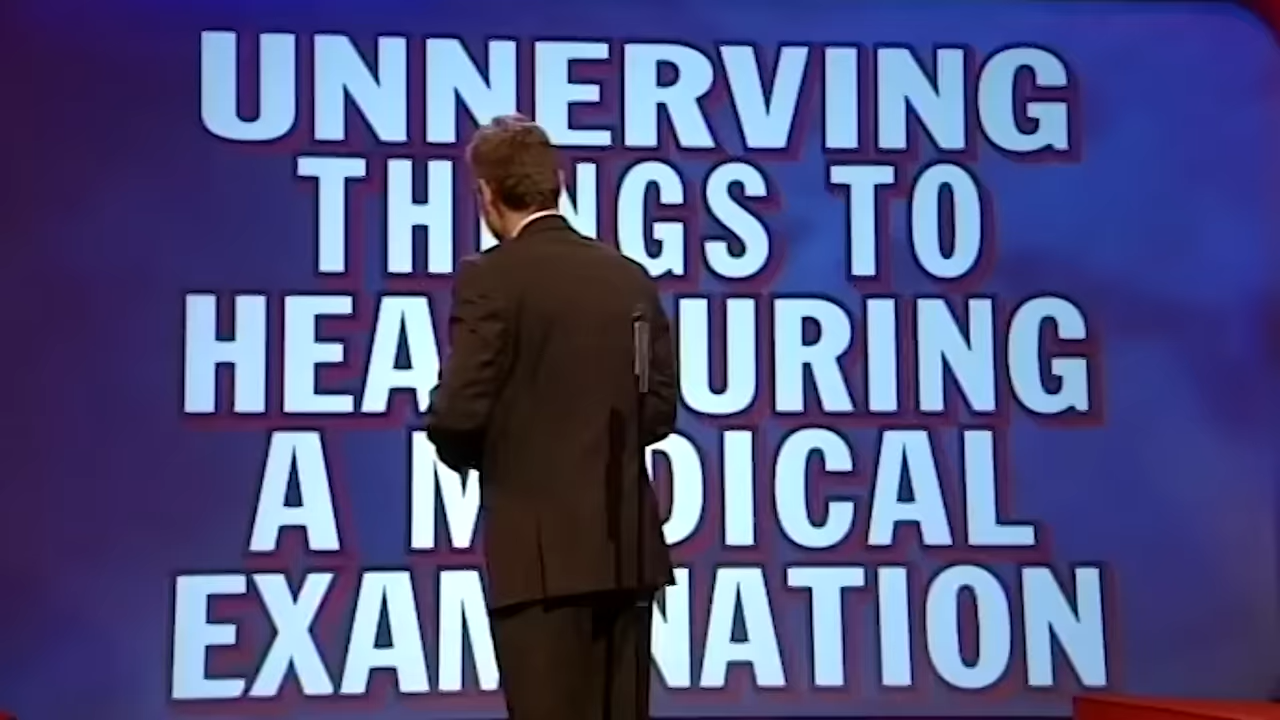 UNNERVING
THINGS TO
HEAR DURING
A MEDICAL
EXAMINATION